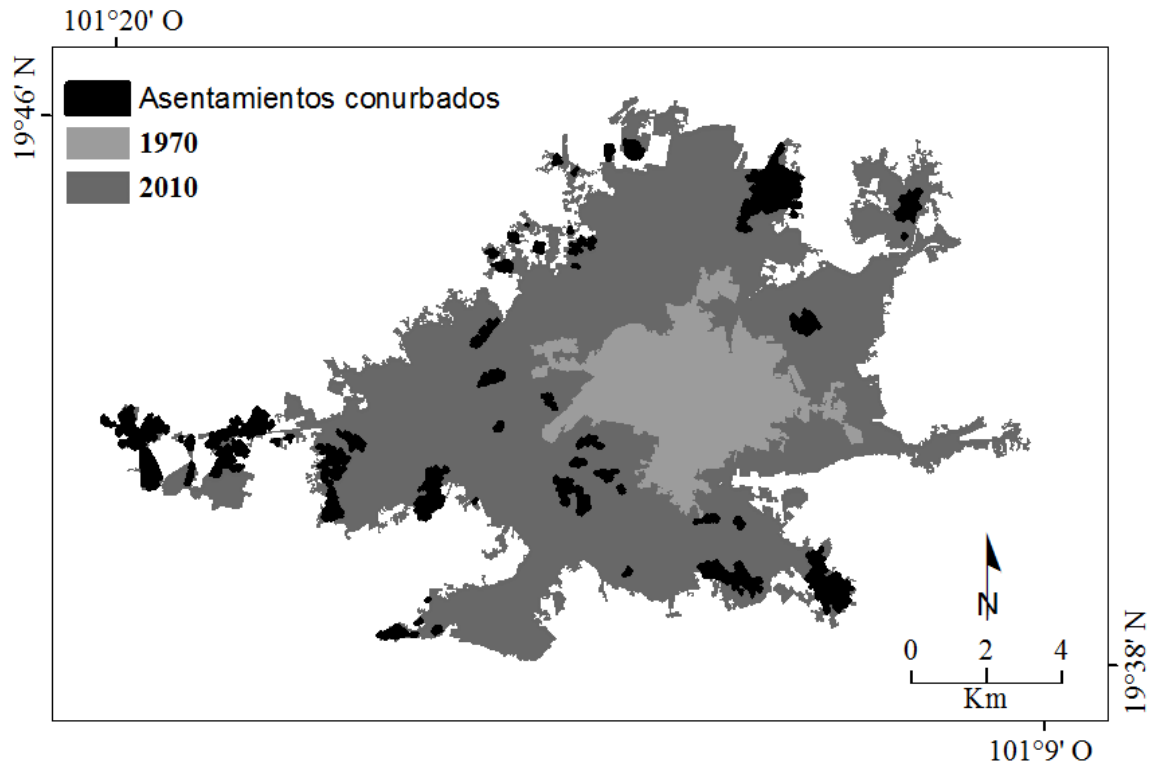 101°20' O
19°46' N
Asentamientos conurbados
1970
2010
N
0 2 4
Km
19°38' N
101°9' O